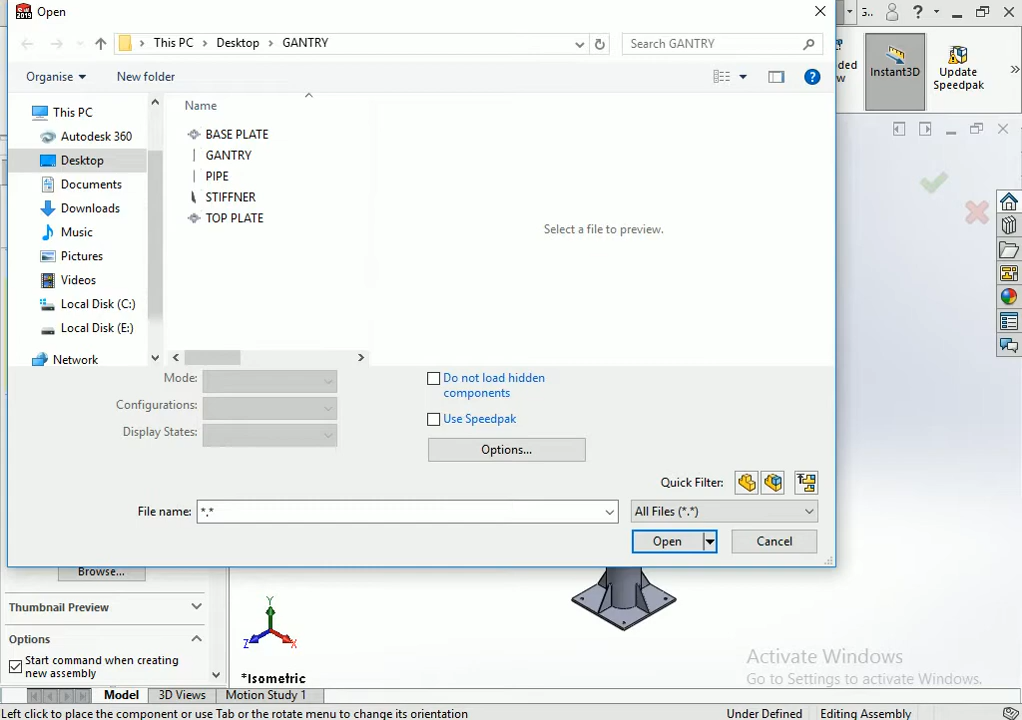 Open
3..
?
This PC
Desktop
GANTRY
Search GANTRY
Organise
New folder
?
Instant3D
Update
Speedpak
Name
This PC
Autodesk 360
Desktop
Documents
Downloads
Music
Pictures
Videos
Local Disk (C:)
Local Disk (E:)
Network
BASE PLATE
GANTRY
PIPE
STIFFNER
TOP PLATE
Select a file to preview.
Mode:
Configurations:
Display States:
Do not load hidden
components
Use Speedpak
Options...
Quick Filter:
File name:
*.*
All Files (*.*)
Open
Cancel
Browse...
Thumbnail Preview
Options
Start command when creating
new assembly
Y
Z
X
*Isometric
Activate Windows
Go to Settings to activate Windows.
Model
3D Views
Motion Study 1
Left click to place the component or use Tab or the rotate menu to change its orientation
Under Defined
Editing Assembly